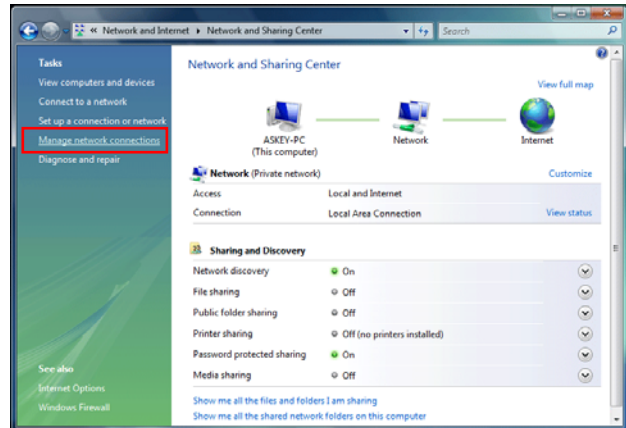 « Network and Internet ▸ Network and Sharing Center
Search
Tasks
View computers and devices
Connect to a network
Set up a connection or network
Manage network connections
Diagnose and repair
See also
Internet Options
Windows Firewall
Network and Sharing Center
View full map
ASKEY-PC
(This computer)
Network
Internet
Network (Private network)
Customize
Access Local and Internet
Connection Local Area Connection View status
Sharing and Discovery
Network discovery On
File sharing Off
Public folder sharing Off
Printer sharing Off (no printers installed)
Password protected sharing On
Media sharing Off
Show me all the files and folders I am sharing
Show me all the shared network folders on this computer